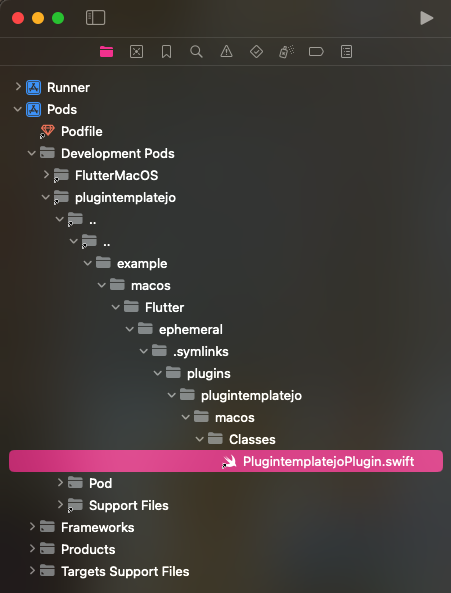 Runner
Pods
Podfile
Development Pods
FlutterMacOS
plugintemplatejo
..
..
example
macos
Flutter
ephemeral
.symlinks
plugins
plugintemplatejo
macos
Classes
PlugintemplatejoPlugin.swift
Pod
Support Files
Frameworks
Products
Targets Support Files